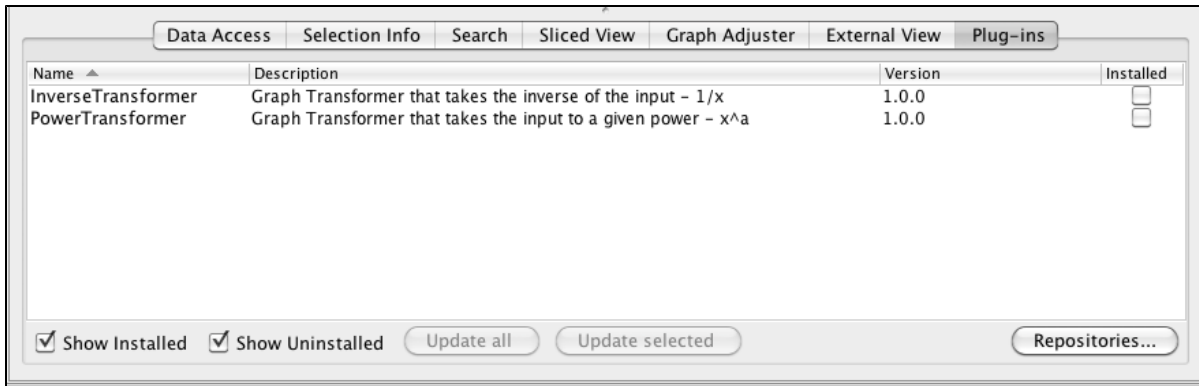 Data Access Selection Info Search Sliced View Graph Adjuster External View Plug-ins
Name Description Version Installed
InverseTransformer Graph Transformer that takes the inverse of the input – 1/x 1.0.0
PowerTransformer Graph Transformer that takes the input to a given power – x^a 1.0.0
Show Installed Show Uninstalled Update all Update selected Repositories...